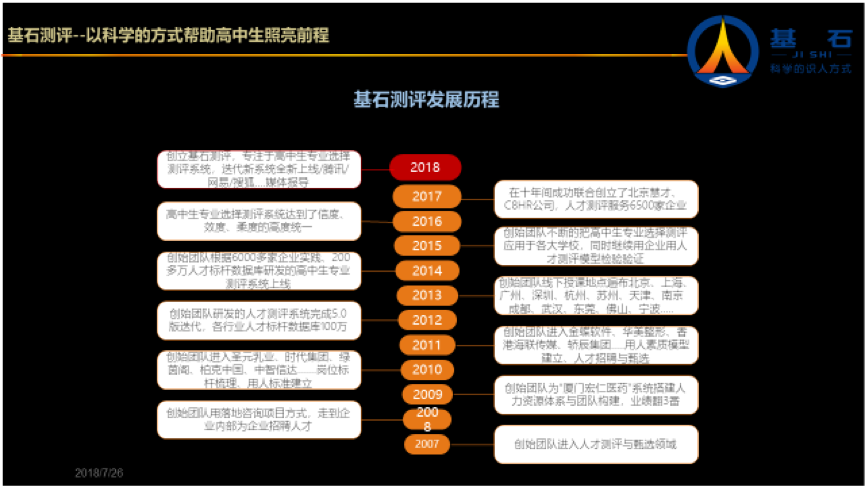 基石测评--以科学的方式帮助高中生照亮前程
基 石
JI SHI
科学的识人方式
基石测评发展历程
创立基石测评，专注于高中生专业选择
测评系统，迭代新系统全新上线/腾讯/
网易/搜狐....媒体报导
2018
2017
在十年间成功联合创立了北京慧才、
CBHR公司，人才测评服务6500家企业
高中生专业选择测评系统达到了信度、
效度、柔度的高度统一
2016
2015
创始团队不断的把高中生专业选择测评
应用于各大学校，同时继续用企业用人
才测评模型检验验证
创始团队根据6000多家企业实践，200
多万人才标杆数据库研发的高中生专业
测评系统上线
2014
2013
创始团队线下授课地点遍布北京、上海、
广州、深圳、杭州、苏州、天津、南京
成都、武汉、东莞、佛山、宁波.....
创始团队研发的人才测评系统完成5.0
版迭代，各行业人才标杆数据库100万
2012
2011
创始团队进入金蝶软件、华美整形、香
港海联传媒、轿辰集团.....用人素质模型
建立、人才招聘与甄选
创始团队进入圣元乳业、时代集团、绿
茵阁、柏克中国、中智信达......岗位标
杆梳理、用人标准建立
2010
2009
创始团队为"厦门宏仁医药"系统搭建人
力资源体系与团队构建，业绩翻3番
创始团队用落地咨询项目方式，走到企
业内部为企业招聘人才
200
8
2007
创始团队进入人才测评与甄选领域
2018/7/26